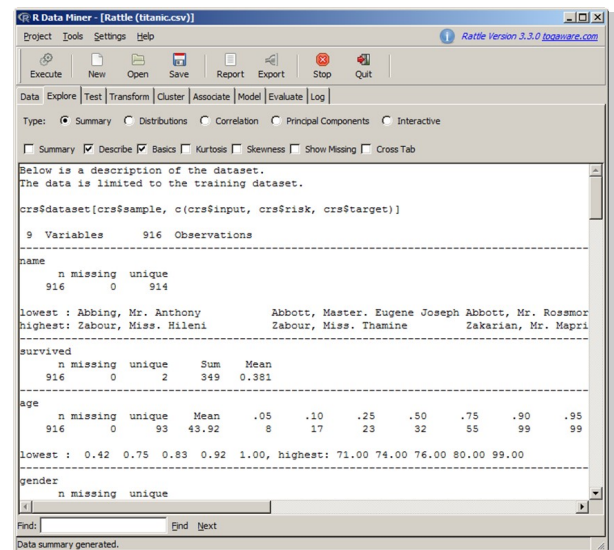 R Data Miner - [Rattle (titanic.csv)]
Project Tools Settings Help Rattle Version 3.3.0 togaware.com
Execute New Open Save Report Export Stop Quit
Data Explore Test Transform Cluster Associate Model Evaluate Log
Type: Summary Distributions Correlation Principal Components Interactive
Summary Describe Basics Kurtosis Skewness Show Missing Cross Tab
Below is a description of the dataset.
The data is limited to the training dataset.
crs$dataset[crs$sample, c(crs$input, crs$risk, crs$target)]
9 Variables 916 Observations
name
n missing unique
916 0 914
lowest : Abbing, Mr. Anthony Abbott, Master. Eugene Joseph Abbott, Mr. Rossmor
highest: Zabour, Miss. Hileni Zabour, Miss. Thamine Zakarian, Mr. Mapri
survived
n missing unique Sum Mean
916 0 2 349 0.381
age
n missing unique Mean .05 .10 .25 .50 .75 .90 .95
916 0 93 43.92 8 17 23 32 55 99 99
lowest : 0.42 0.75 0.83 0.92 1.00, highest: 71.00 74.00 76.00 80.00 99.00
gender
n missing unique
Find: Find Next
Data summary generated.